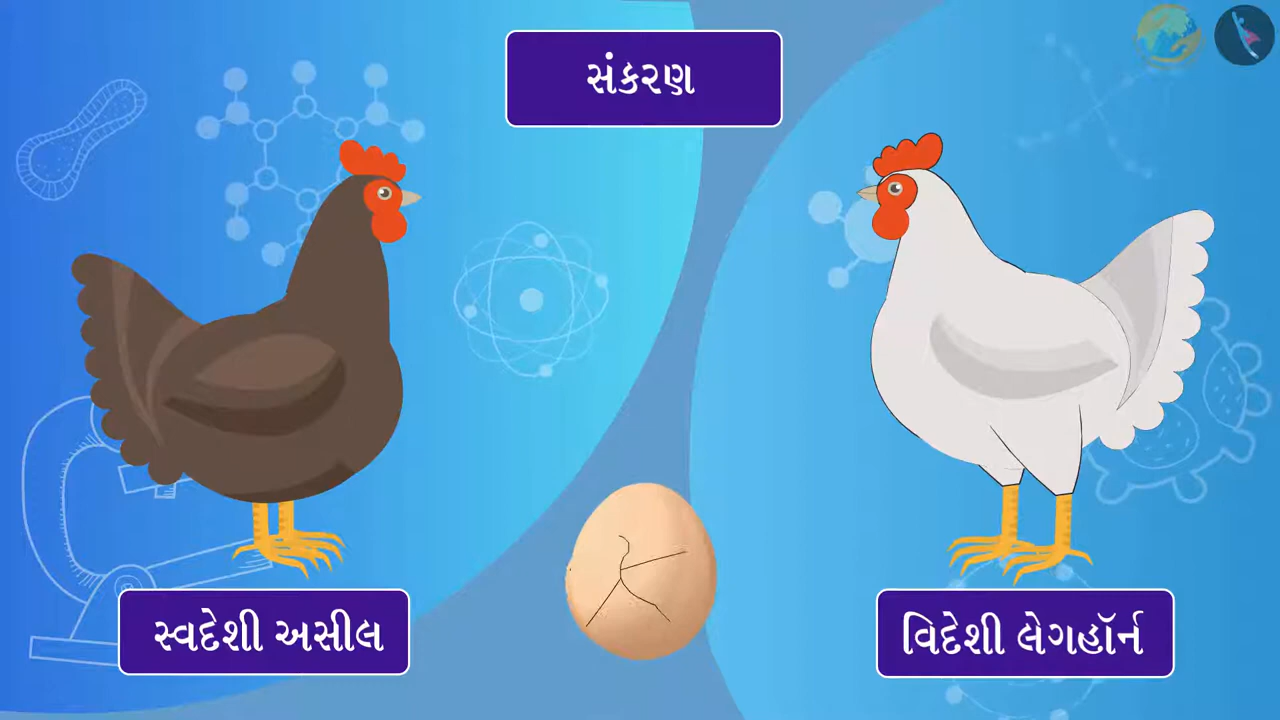 સંકરણ
સ્વદેશી અસીલ
વિદેશી લેગહૉર્ન